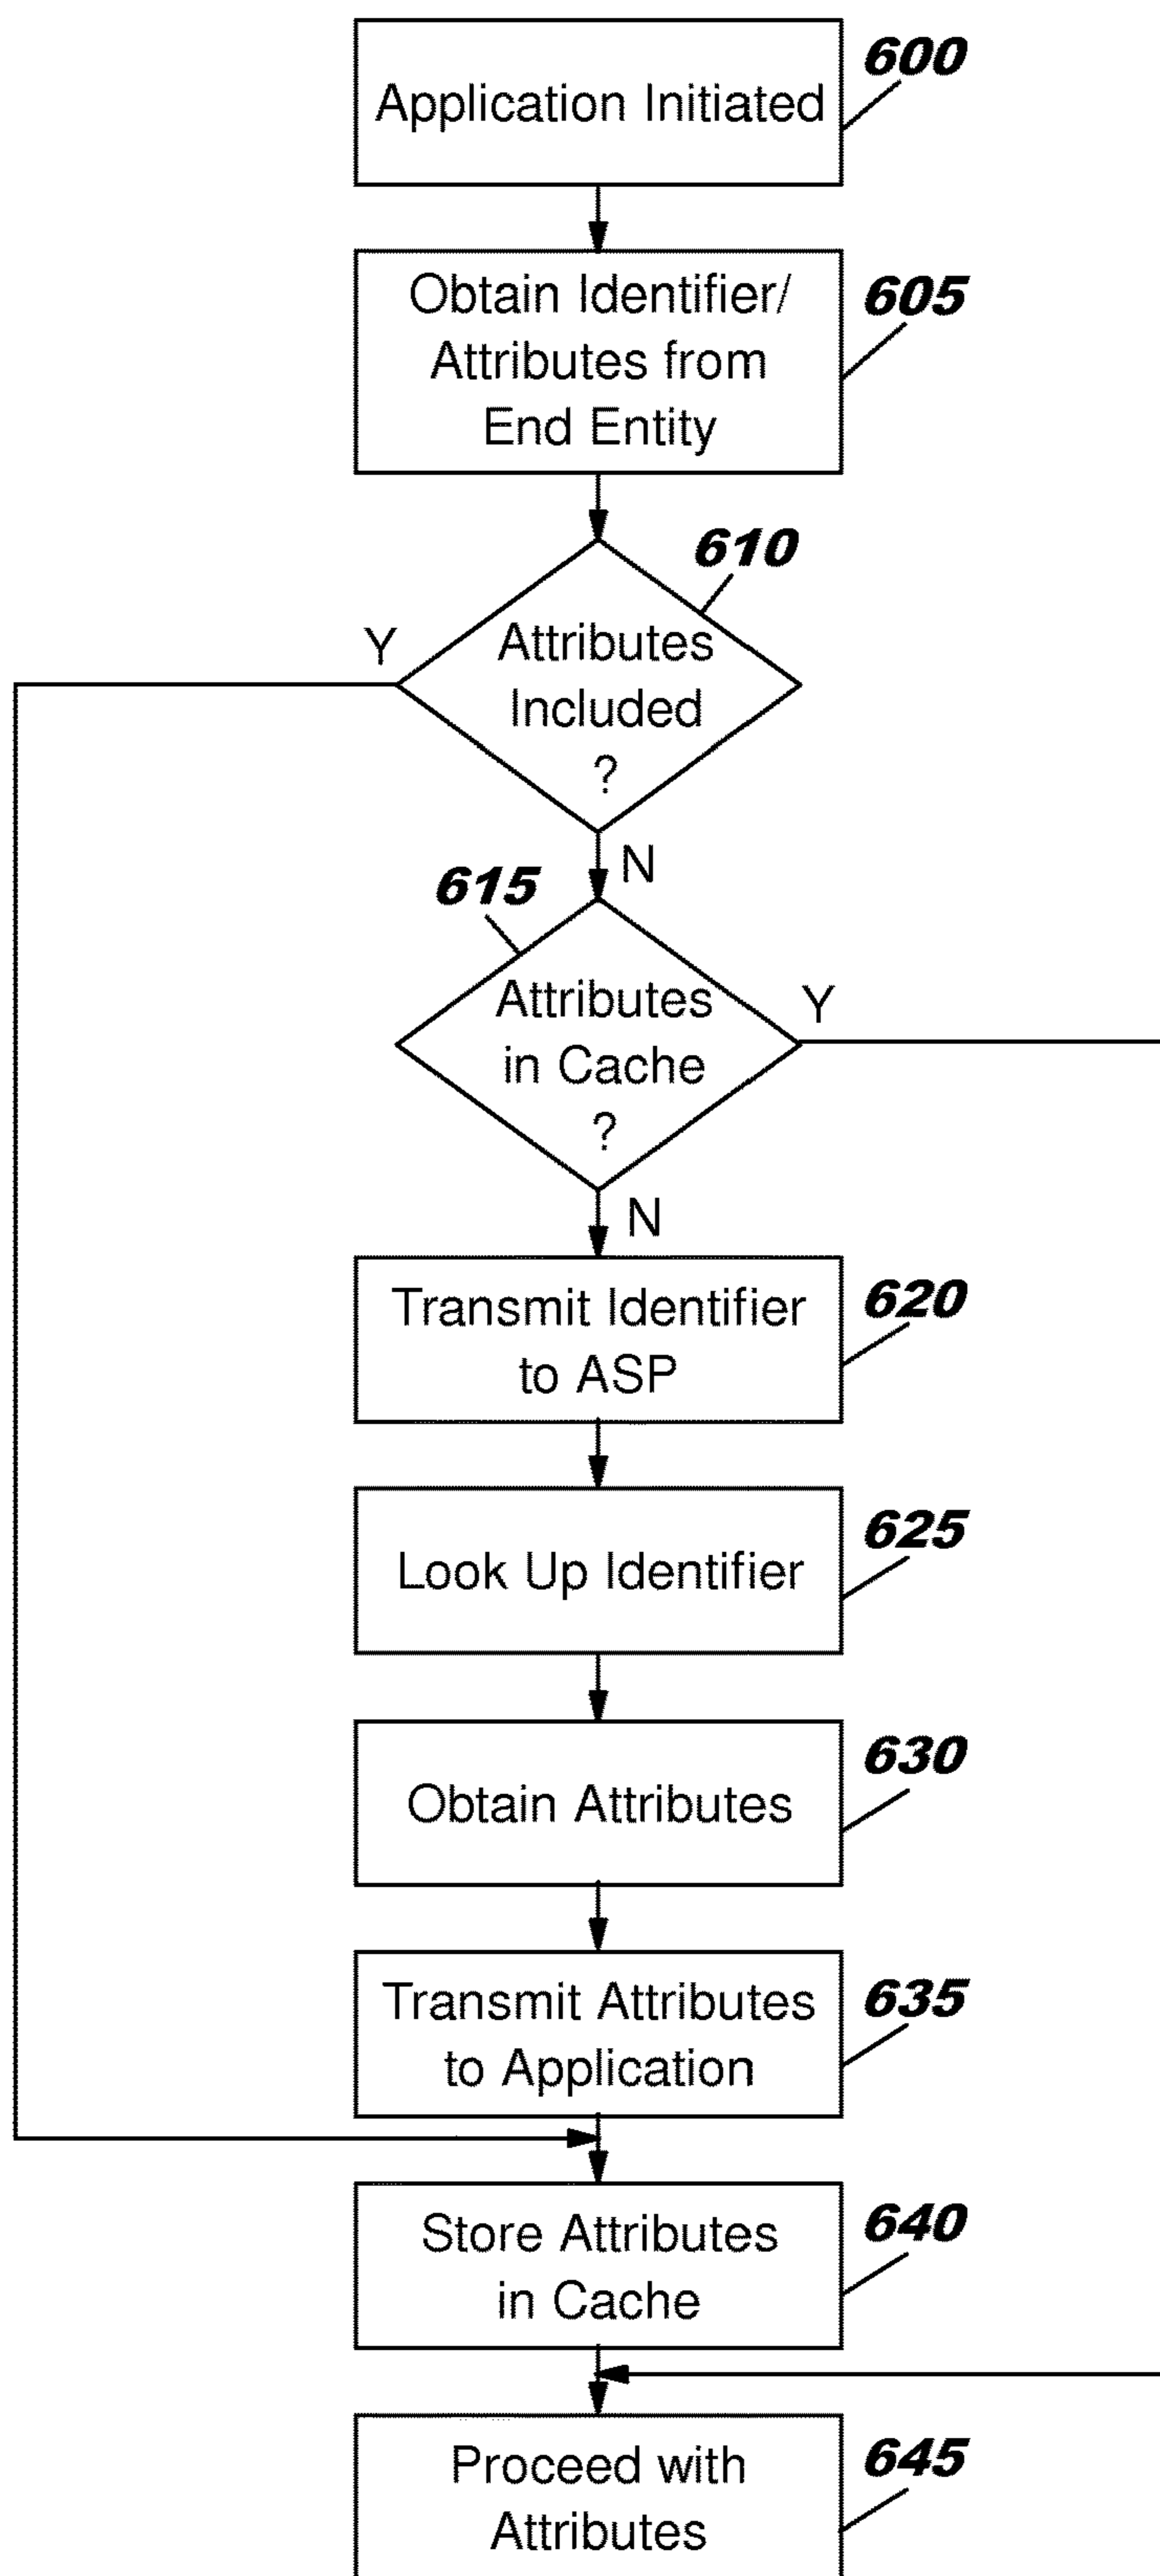 Application Initiated
600
Obtain Identifier/
Attributes from
End Entity
605
610
Attributes
Included
?
Y
N
615
Attributes
in Cache
?
Y
N
Transmit Identifier
to ASP
620
Look Up Identifier
625
Obtain Attributes
630
Transmit Attributes
to Application
635
Store Attributes
in Cache
640
Proceed with
Attributes
645